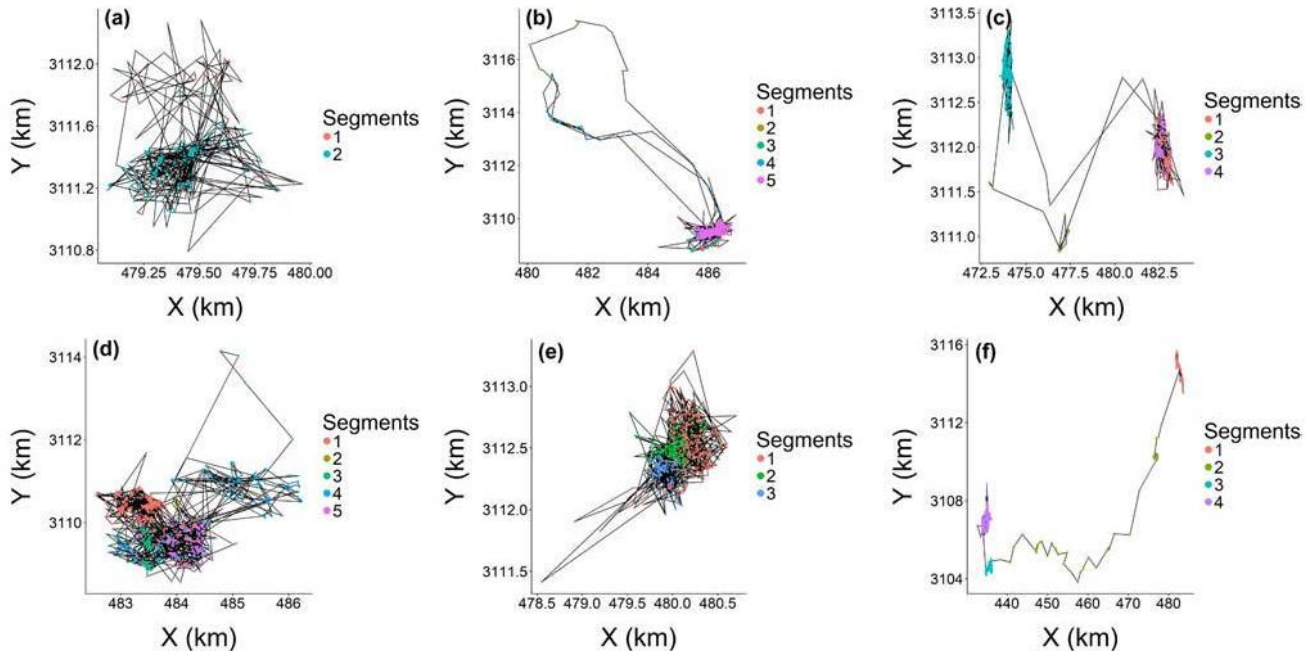 (a)
Y (km)
3112.0
3111.6
3111.2
3110.8
479.25 479.50 479.75 480.00
X (km)
Segments
1
2
(b)
Y (km)
3116
3114
3112
3110
480 482 484 486
X (km)
Segments
1
2
3
4
5
(c)
Y (km)
3113.5
3113.0
3112.5
3112.0
3111.5
3111.0
472.5 475.0 477.5 480.0 482.5
X (km)
Segments
1
2
3
4
(d)
Y (km)
3114
3112
3110
483 484 485 486
X (km)
Segments
1
2
3
4
5
(e)
Y (km)
3113.0
3112.5
3112.0
3111.5
478.5 479.0 479.5 480.0 480.5
X (km)
Segments
1
2
3
(f)
Y (km)
3116
3112
3108
3104
440 450 460 470 480
X (km)
Segments
1
2
3
4